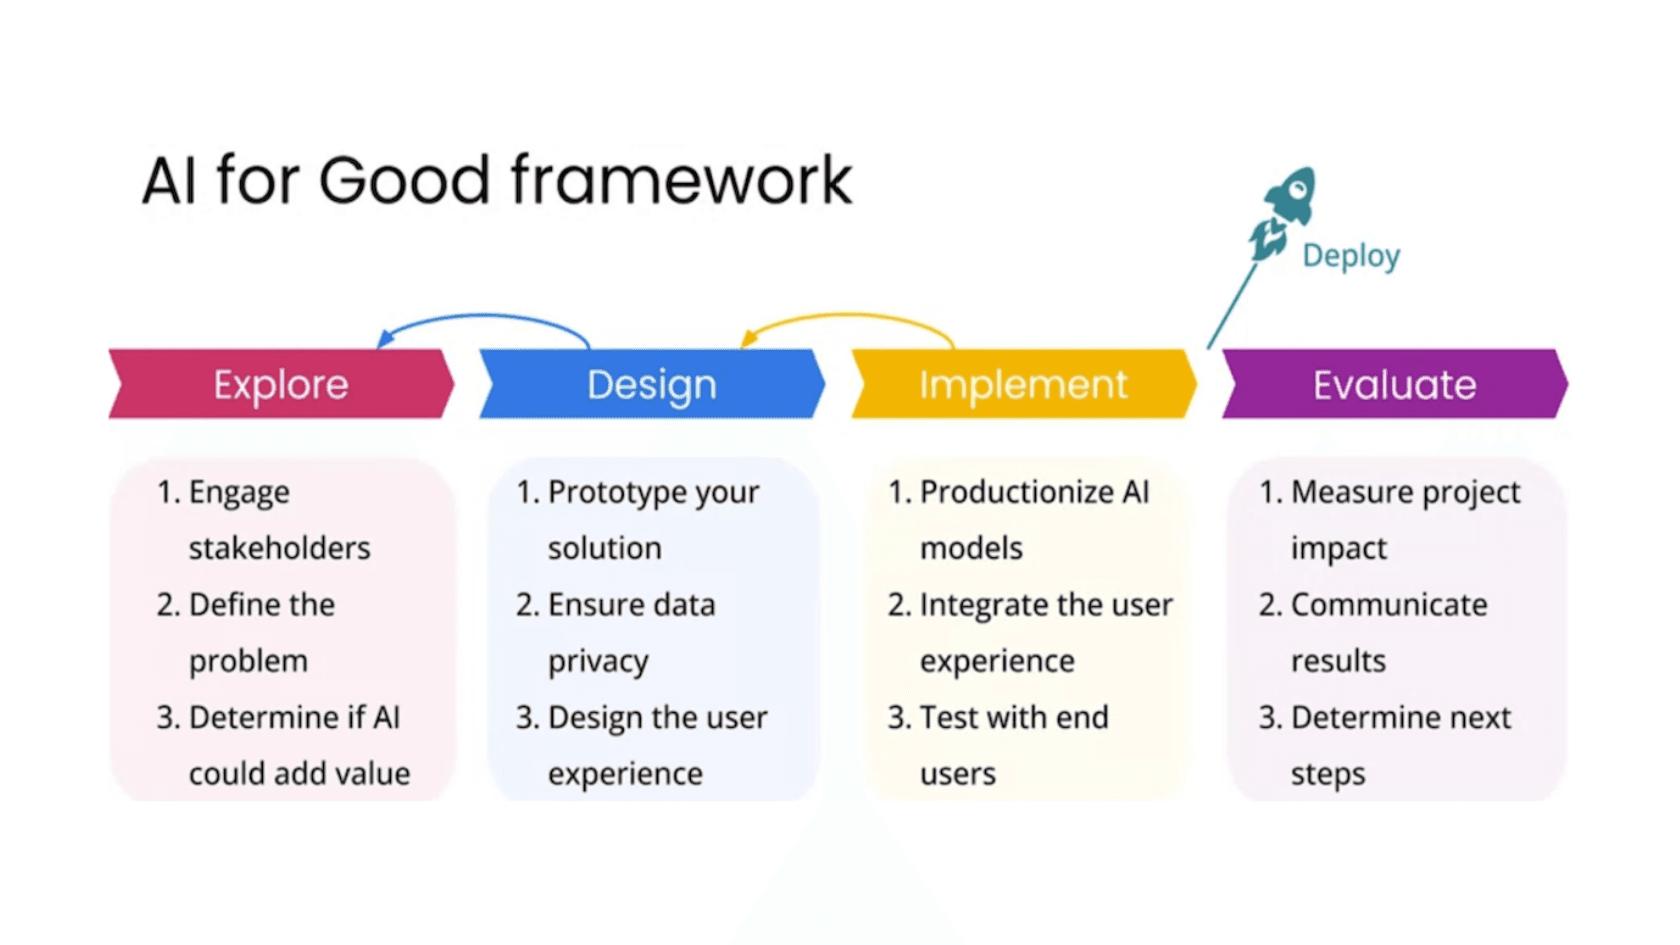 AI for Good framework
Deploy
Explore
Design
Implement
Evaluate
1. Engage
stakeholders
2. Define the
problem
3. Determine if AI
could add value
1. Prototype your
solution
2. Ensure data
privacy
3. Design the user
experience
1. Productionize AI
models
2. Integrate the user
experience
3. Test with end
users
1. Measure project
impact
2. Communicate
results
3. Determine next
steps